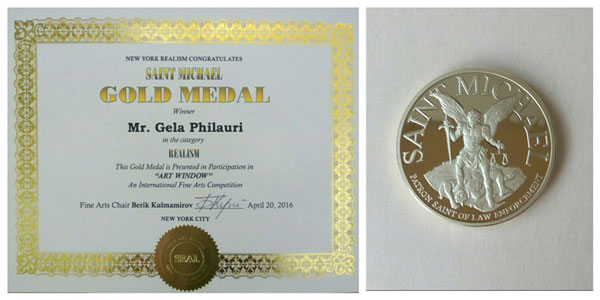 NEW YORK REALISM CONGRATULATES
SAINT MICHAEL
GOLD MEDAL
Winner
Mr. Gela Philauri
in the category
REALISM
This Gold Medal is Presented in Participation in
"ART WINDOW"
An International Fine Arts Competition
Fine Arts Chair Berik Kulmamirov April 20, 2016
NEW YORK CITY
SAINT MICHAEL
PATRON SAINT OF LAW ENFORCEMENT